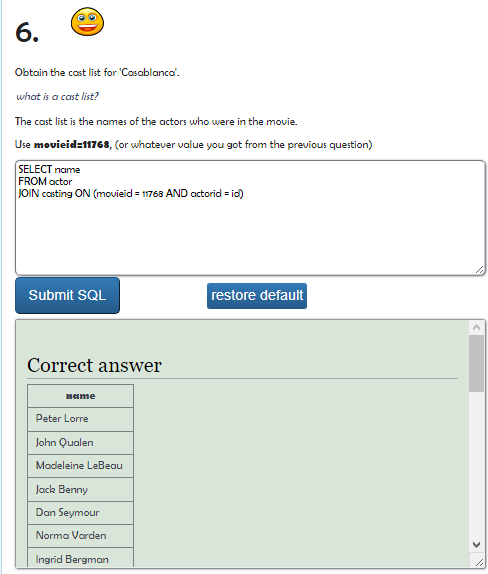 6.
Obtain the cast list for 'Casablanca'.
what is a cast list?
The cast list is the names of the actors who were in the movie.
Use movieid=11768, (or whatever value you got from the previous question)
SELECT name
FROM actor
JOIN casting ON (movieid = 11768 AND actorid = id)
Submit SQL
restore default
Correct answer
name
Peter Lorre
John Qualen
Madeleine LeBeau
Jack Benny
Dan Seymour
Norma Varden
Ingrid Bergman